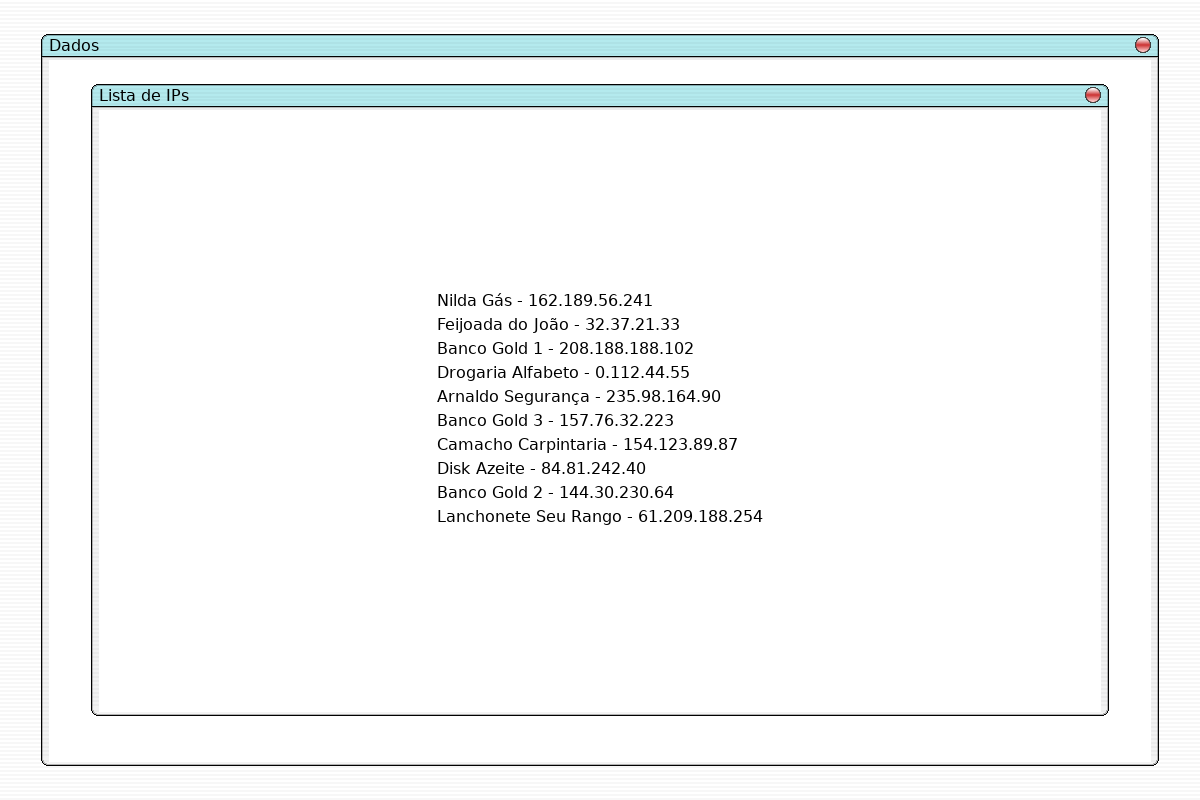 Dados
Lista de IPs
Nilda Gás - 162.189.56.241
Feijoada do João - 32.37.21.33
Banco Gold 1 - 208.188.188.102
Drogaria Alfabeto - 0.112.44.55
Arnaldo Segurança - 235.98.164.90
Banco Gold 3 - 157.76.32.223
Camacho Carpintaria - 154.123.89.87
Disk Azeite - 84.81.242.40
Banco Gold 2 - 144.30.230.64
Lanchonete Seu Rango - 61.209.188.254